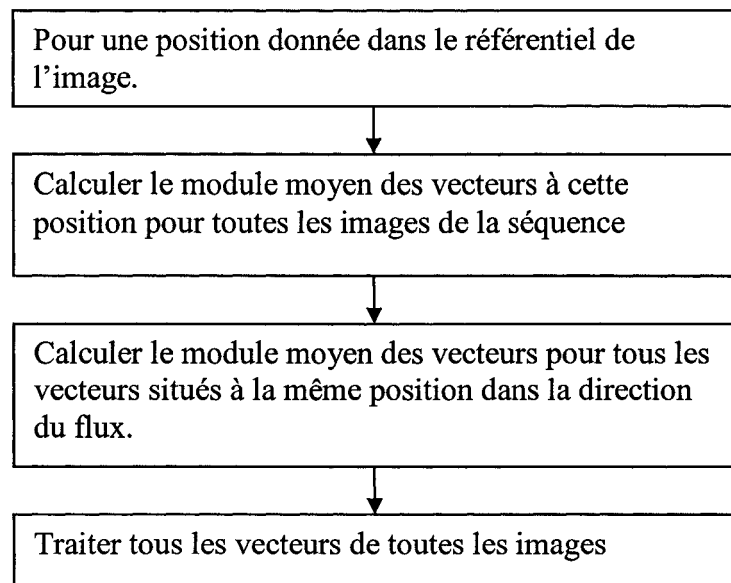 Pour une position donnée dans le référentiel de
l'image.
Calculer le module moyen des vecteurs à cette
position pour toutes les images de la séquence
Calculer le module moyen des vecteurs pour tous les
vecteurs situés à la même position dans la direction
du flux.
Traiter tous les vecteurs de toutes les images